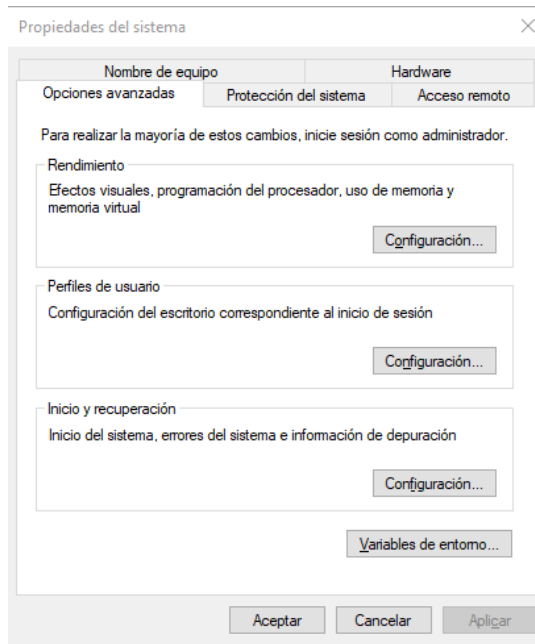 Propiedades del sistema
Nombre de equipo
Hardware
Opciones avanzadas
Protección del sistema
Acceso remoto
Para realizar la mayoría de estos cambios, inicie sesión como administrador.
Rendimiento
Efectos visuales, programación del procesador, uso de memoria y
memoria virtual
Configuración...
Perfiles de usuario
Configuración del escritorio correspondiente al inicio de sesión
Configuración...
Inicio y recuperación
Inicio del sistema, errores del sistema e información de depuración
Configuración...
Variables de entorno...
Aceptar
Cancelar
Aplicar